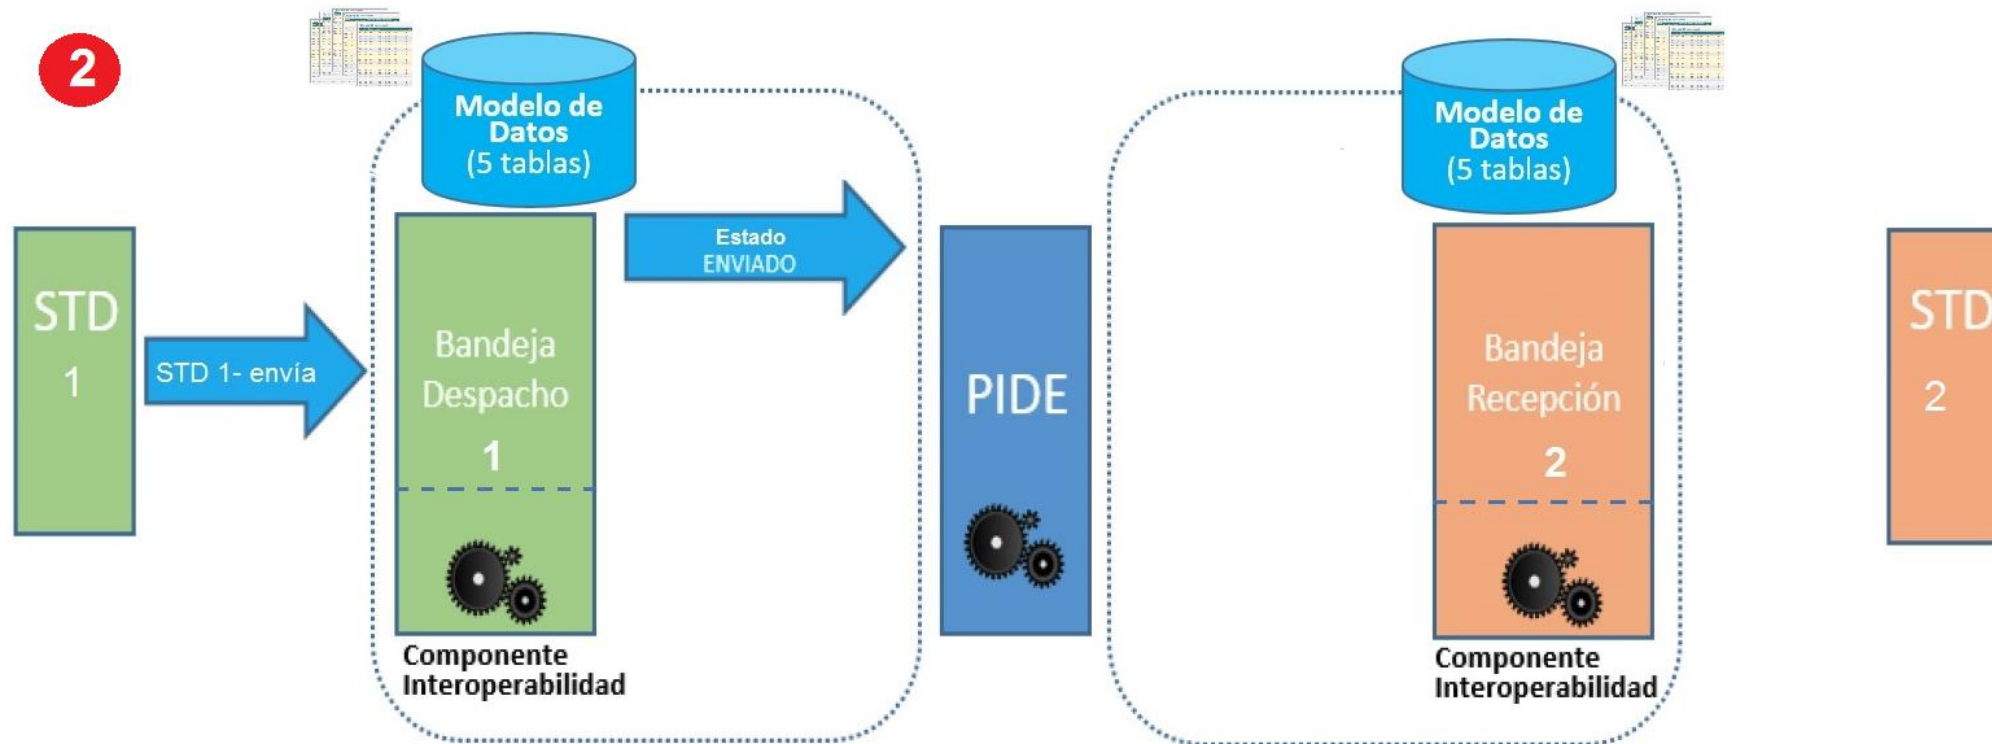 2
Modelo de
Datos
(5 tablas)
Modelo de
Datos
(5 tablas)
STD
1
STD 1- envía
Bandeja
Despacho
1
Componente
Interoperabilidad
Estado
ENVIADO
PIDE
Bandeja
Recepción
2
Componente
Interoperabilidad
STD
2